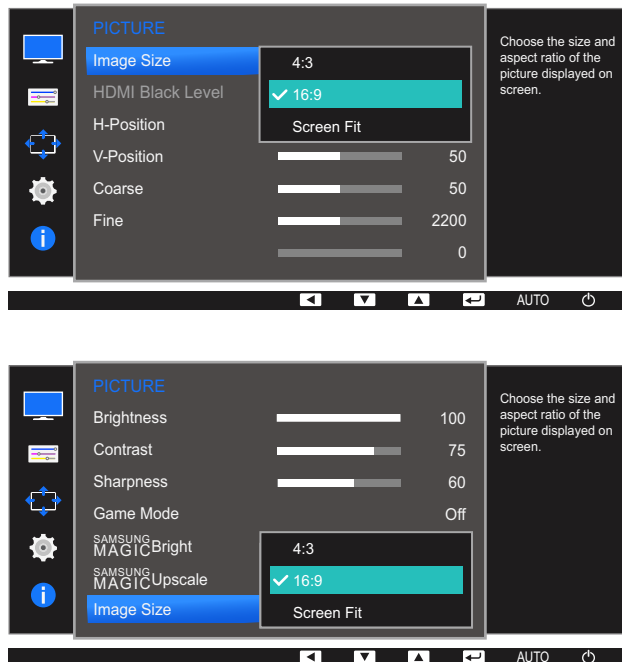 PICTURE
Image Size
4:3
HDMI Black Level
16:9
H-Position
Screen Fit
V-Position
50
Coarse
50
Fine
2200
0
Choose the size and
aspect ratio of the
picture displayed on
screen.
AUTO
PICTURE
Brightness
100
Contrast
75
Sharpness
60
Game Mode
Off
SAMSUNG
MAGICBright
4:3
SAMSUNG
MAGICUpscale
16:9
Image Size
Screen Fit
Choose the size and
aspect ratio of the
picture displayed on
screen.
AUTO